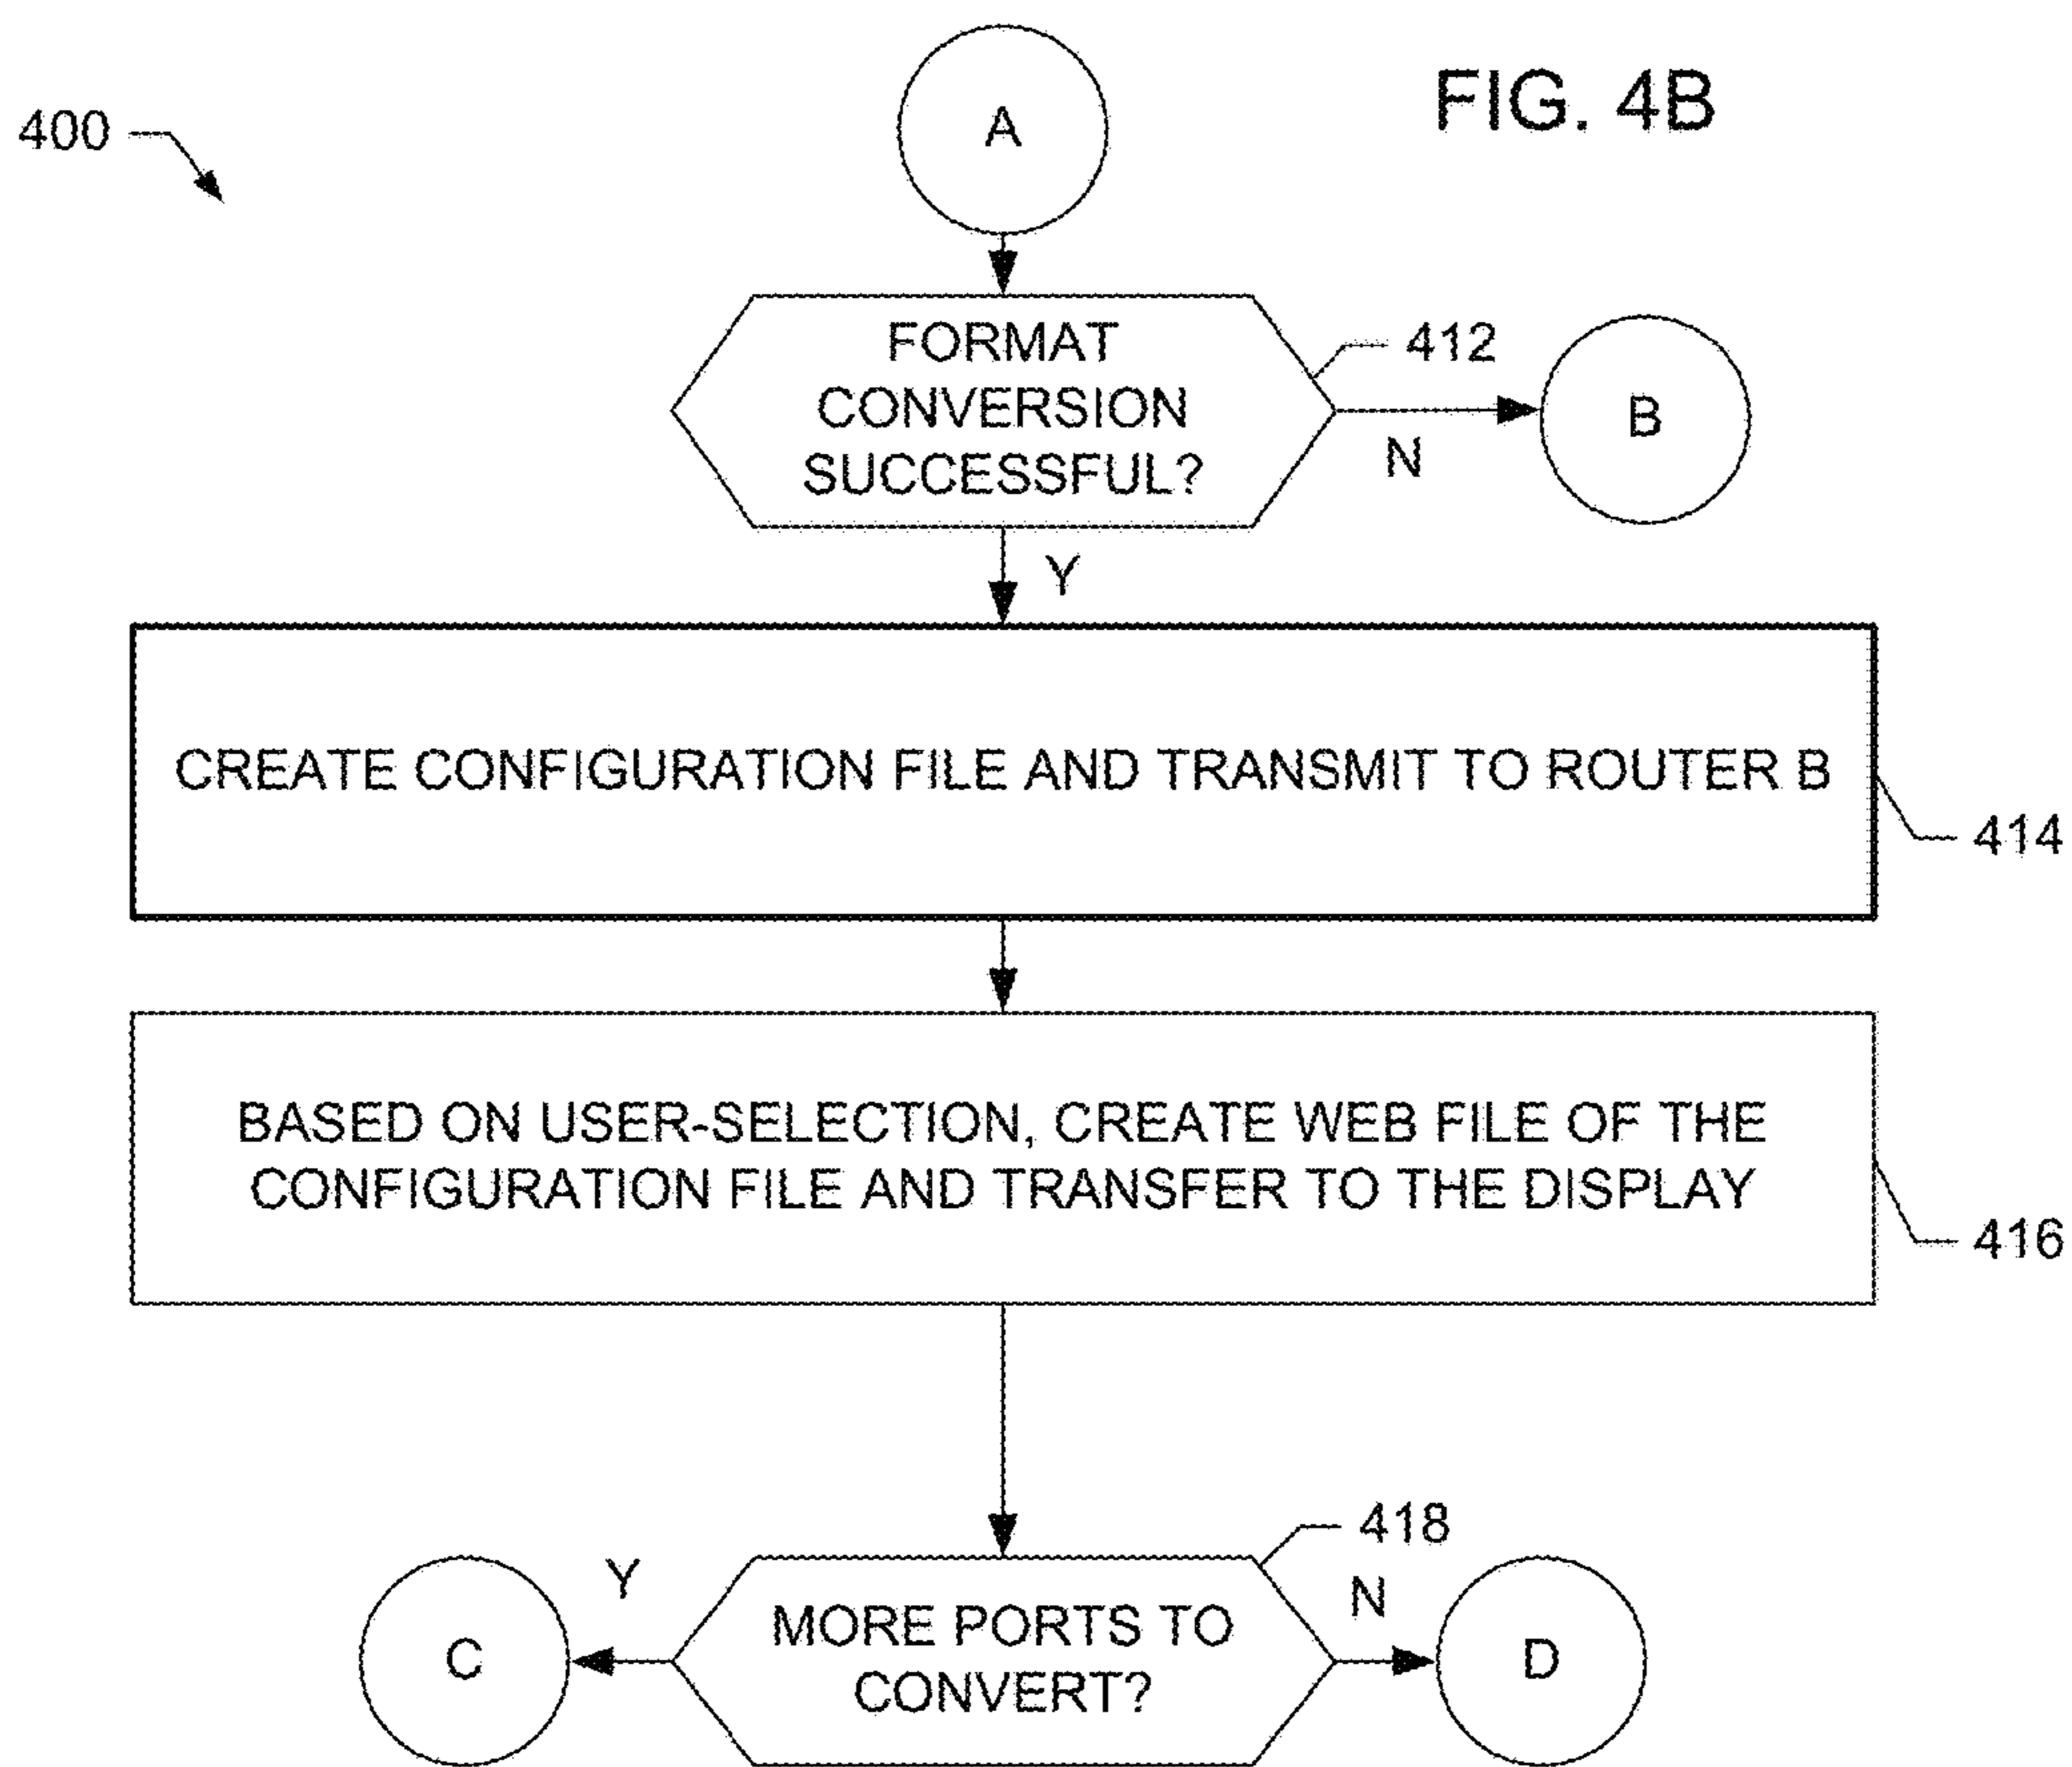 FIG. 4B
400
A
FORMAT
CONVERSION
SUCCESSFUL?
412
N
B
Y
CREATE CONFIGURATION FILE AND TRANSMIT TO ROUTER B
414
BASED ON USER-SELECTION, CREATE WEB FILE OF THE
CONFIGURATION FILE AND TRANSFER TO THE DISPLAY
416
418
C
Y
MORE PORTS TO
CONVERT?
N
D